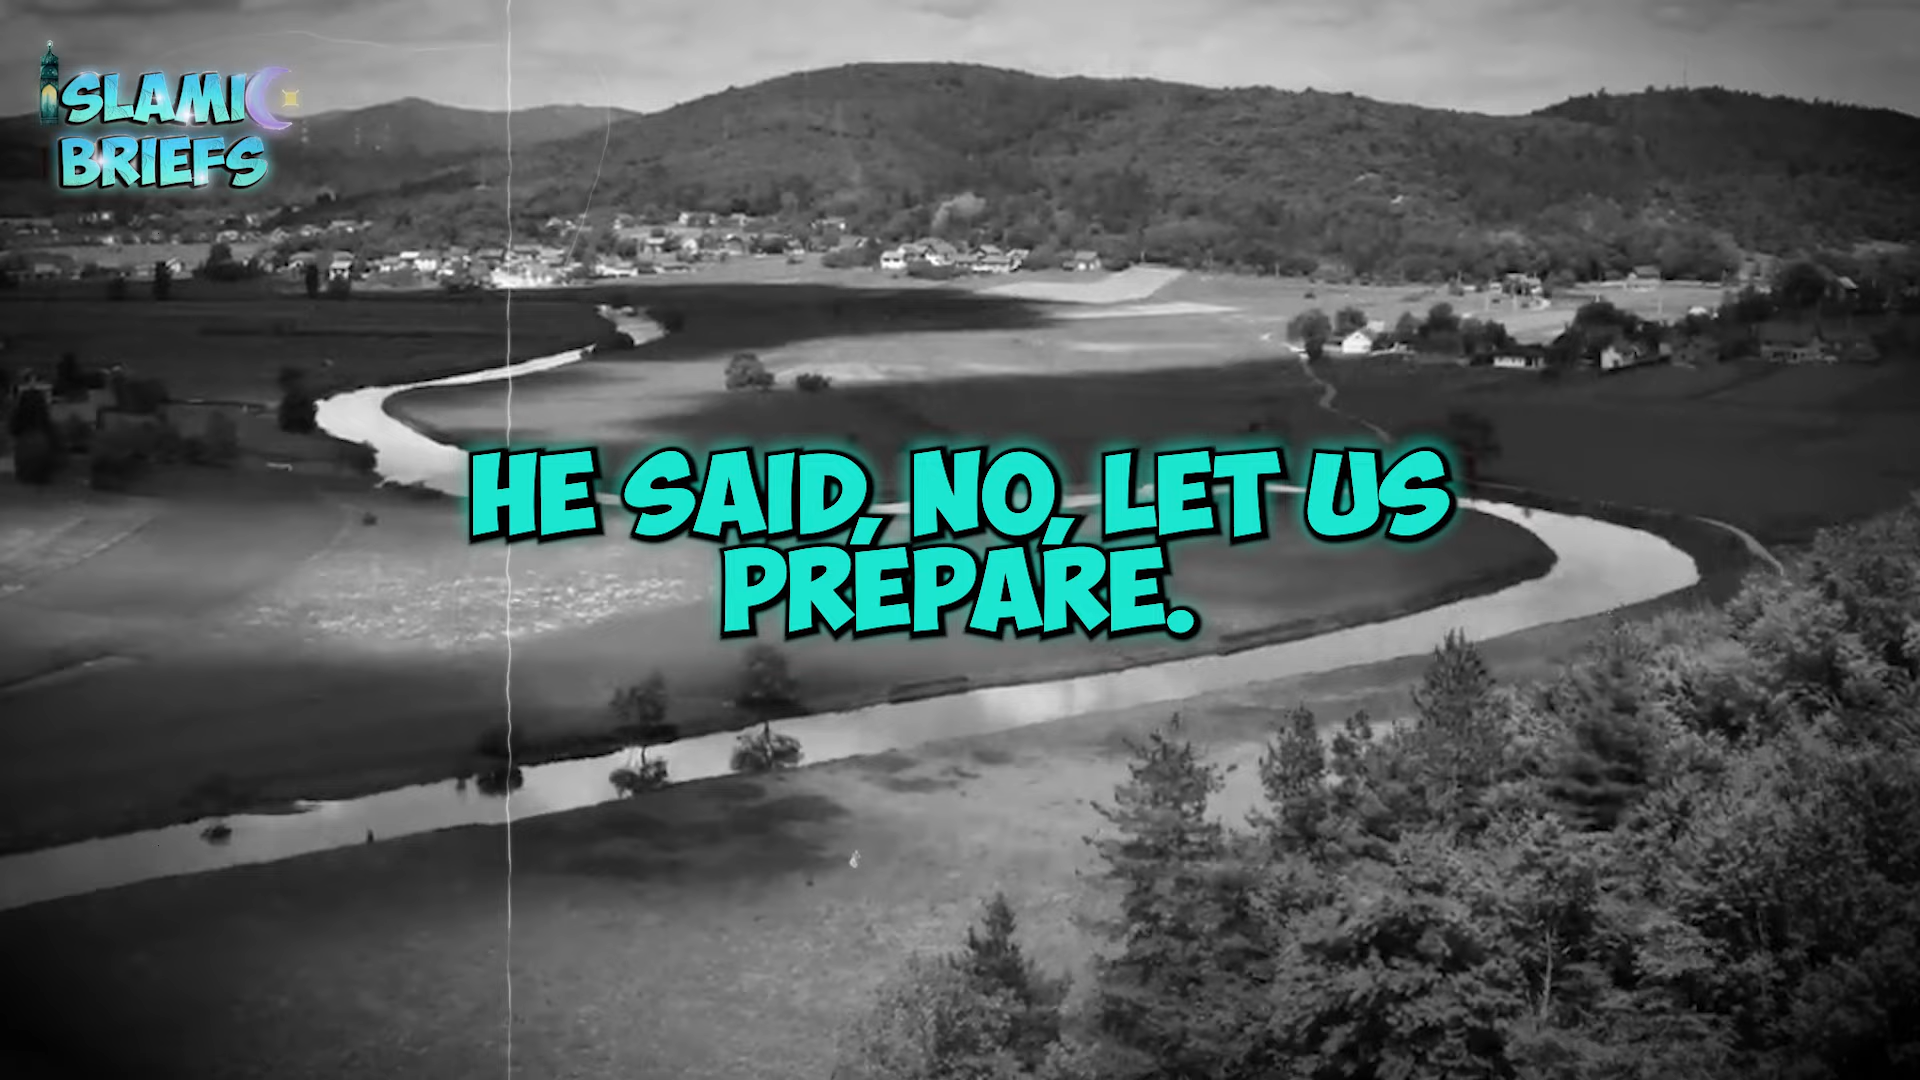 ISLAMIC
BRIEFS
HE SAID, NO, LET US
PREPARE.